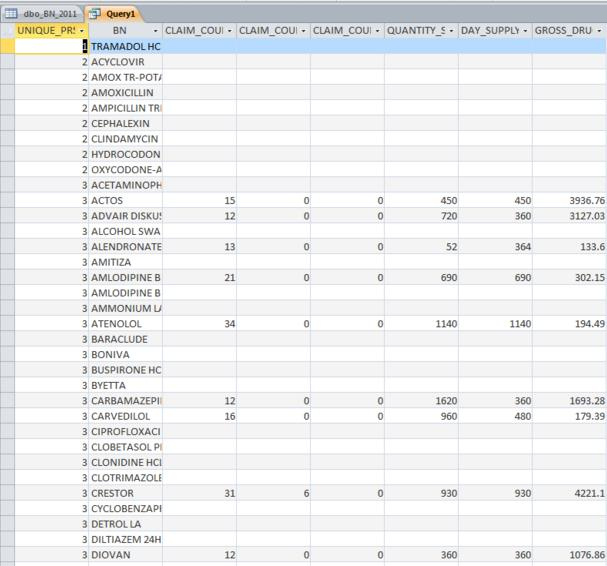 dbo_BN_2011 Query1
UNIQUE_PRS BN CLAIM_COUI CLAIM_COUI CLAIM_COUI QUANTITY_S DAY_SUPPLY GROSS_DRU
1 TRAMADOL HC
2 ACYCLOVIR
2 AMOX TR-POTA
2 AMOXICILLIN
2 AMPICILLIN TRI
2 CEPHALEXIN
2 CLINDAMYCIN
2 HYDROCODON
2 OXYCODONE-A
3 ACETAMINOPH
3 ACTOS 15 0 0 450 450 3936.76
3 ADVAIR DISKUS 12 0 0 720 360 3127.03
3 ALCOHOL SWA
3 ALENDRONATE 13 0 0 52 364 133.6
3 AMITIZA
3 AMLODIPINE B 21 0 0 690 690 302.15
3 AMLODIPINE B
3 AMMONIUM LA
3 ATENOLOL 34 0 0 1140 1140 194.49
3 BARACLUDE
3 BONIVA
3 BUSPIRONE HC
3 BYETTA
3 CARBAMAZEPII 12 0 0 1620 360 1693.28
3 CARVEDILOL 16 0 0 960 480 179.39
3 CIPROFLOXACI
3 CLOBETASOL PI
3 CLONIDINE HCL
3 CLOTRIMAZOLE
3 CRESTOR 31 6 0 930 930 4221.1
3 CYCLOBENZAPI
3 DETROL LA
3 DILTIAZEM 24H
3 DIOVAN 12 0 0 360 360 1076.86